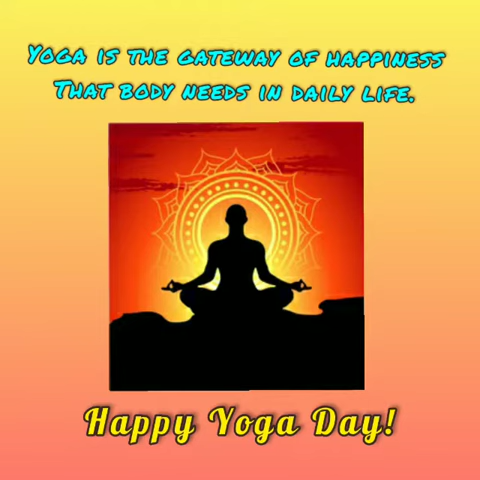 Yoga is the gateway of happiness
That body needs in daily life.
Happy Yoga Day!